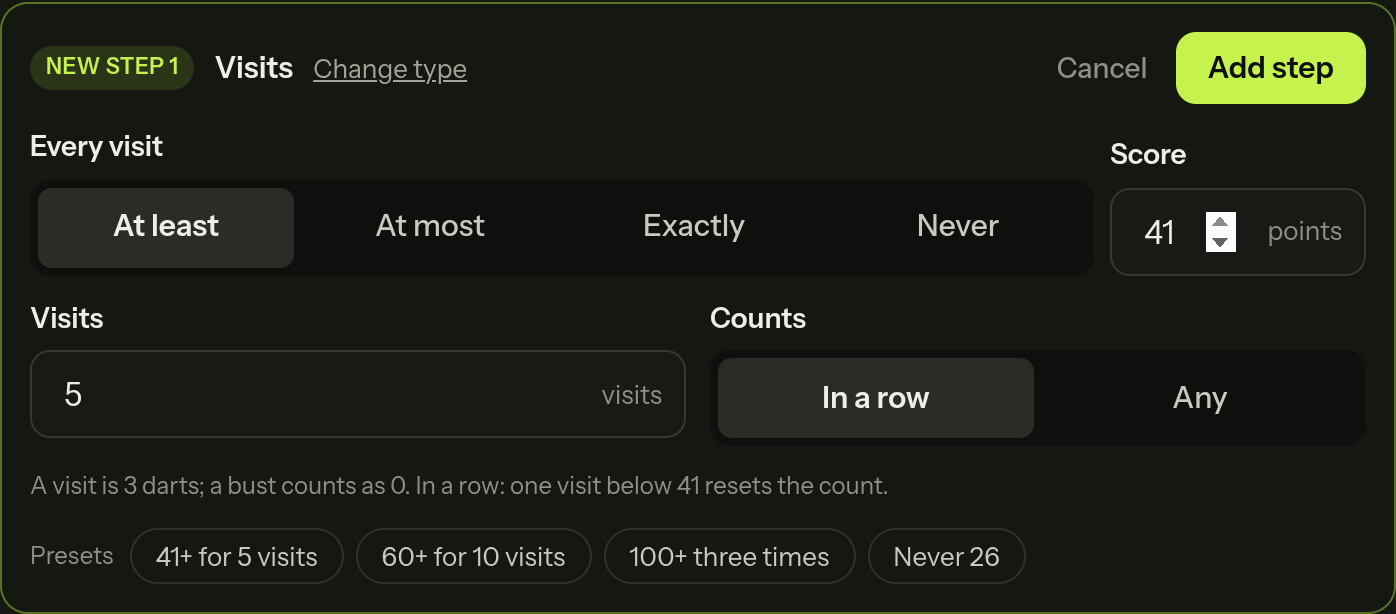 NEW STEP 1 Visits Change type Cancel Add step
Every visit
Score
At least At most Exactly Never
41 points
Visits Counts
5 visits In a row Any
A visit is 3 darts; a bust counts as 0. In a row: one visit below 41 resets the count.
Presets 41+ for 5 visits 60+ for 10 visits 100+ three times Never 26